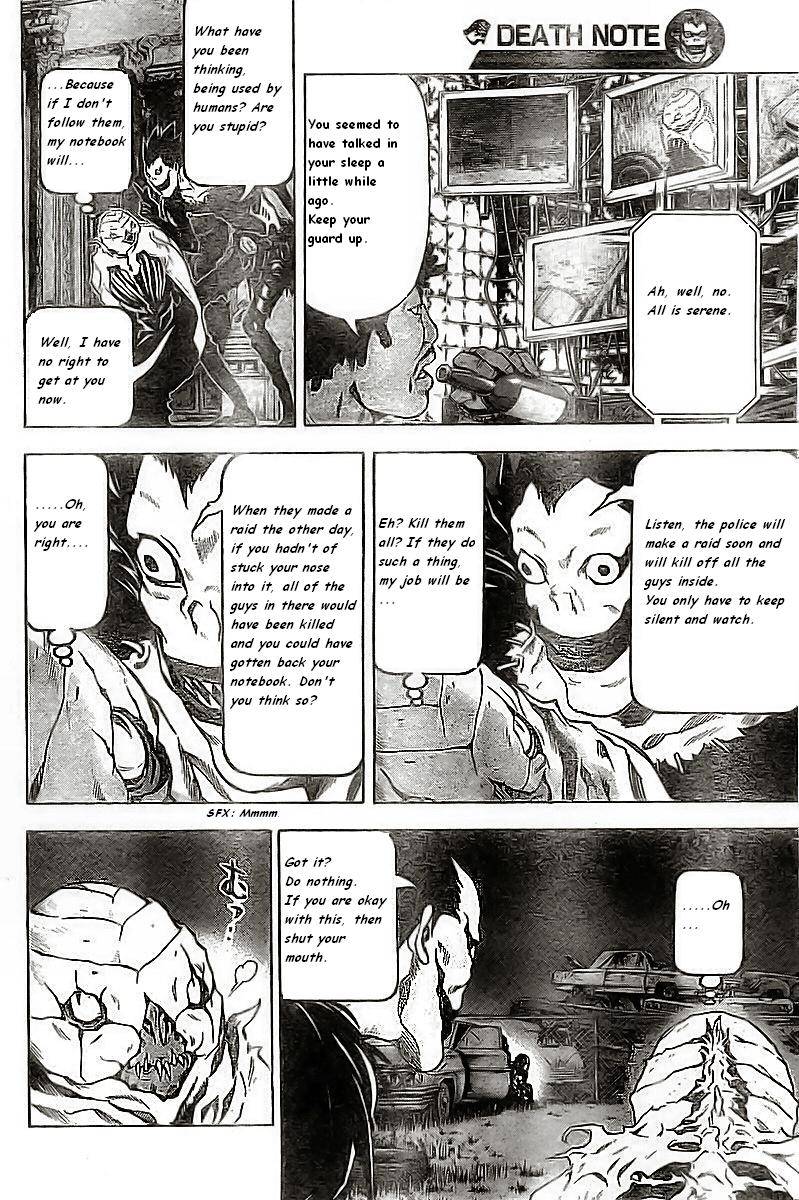 DEATH NOTE
Ah, well, no.
All is serene.
You seemed to
have talked in
your sleep a
little while
ago.
Keep your
guard up.
What have
you been
thinking,
being used by
humans? Are
you stupid?
...Because
if I don't
follow them,
my notebook
will...
Well, I have
no right to
get at you
now.
Listen, the police will
make a raid soon and
will kill off all the
guys inside.
You only have to keep
silent and watch.
Eh? Kill them
all? If they do
such a thing,
my job will be
...
When they made a
raid the other day,
if you hadn't of
stuck your nose
into it, all of the
guys in there would
have been killed
and you could have
gotten back your
notebook. Don't
you think so?
.....Oh,
you are
right....
SFX: Mmmm
.....Oh
...
Got it?
Do nothing.
If you are okay
with this, then
shut your
mouth.
むっ…